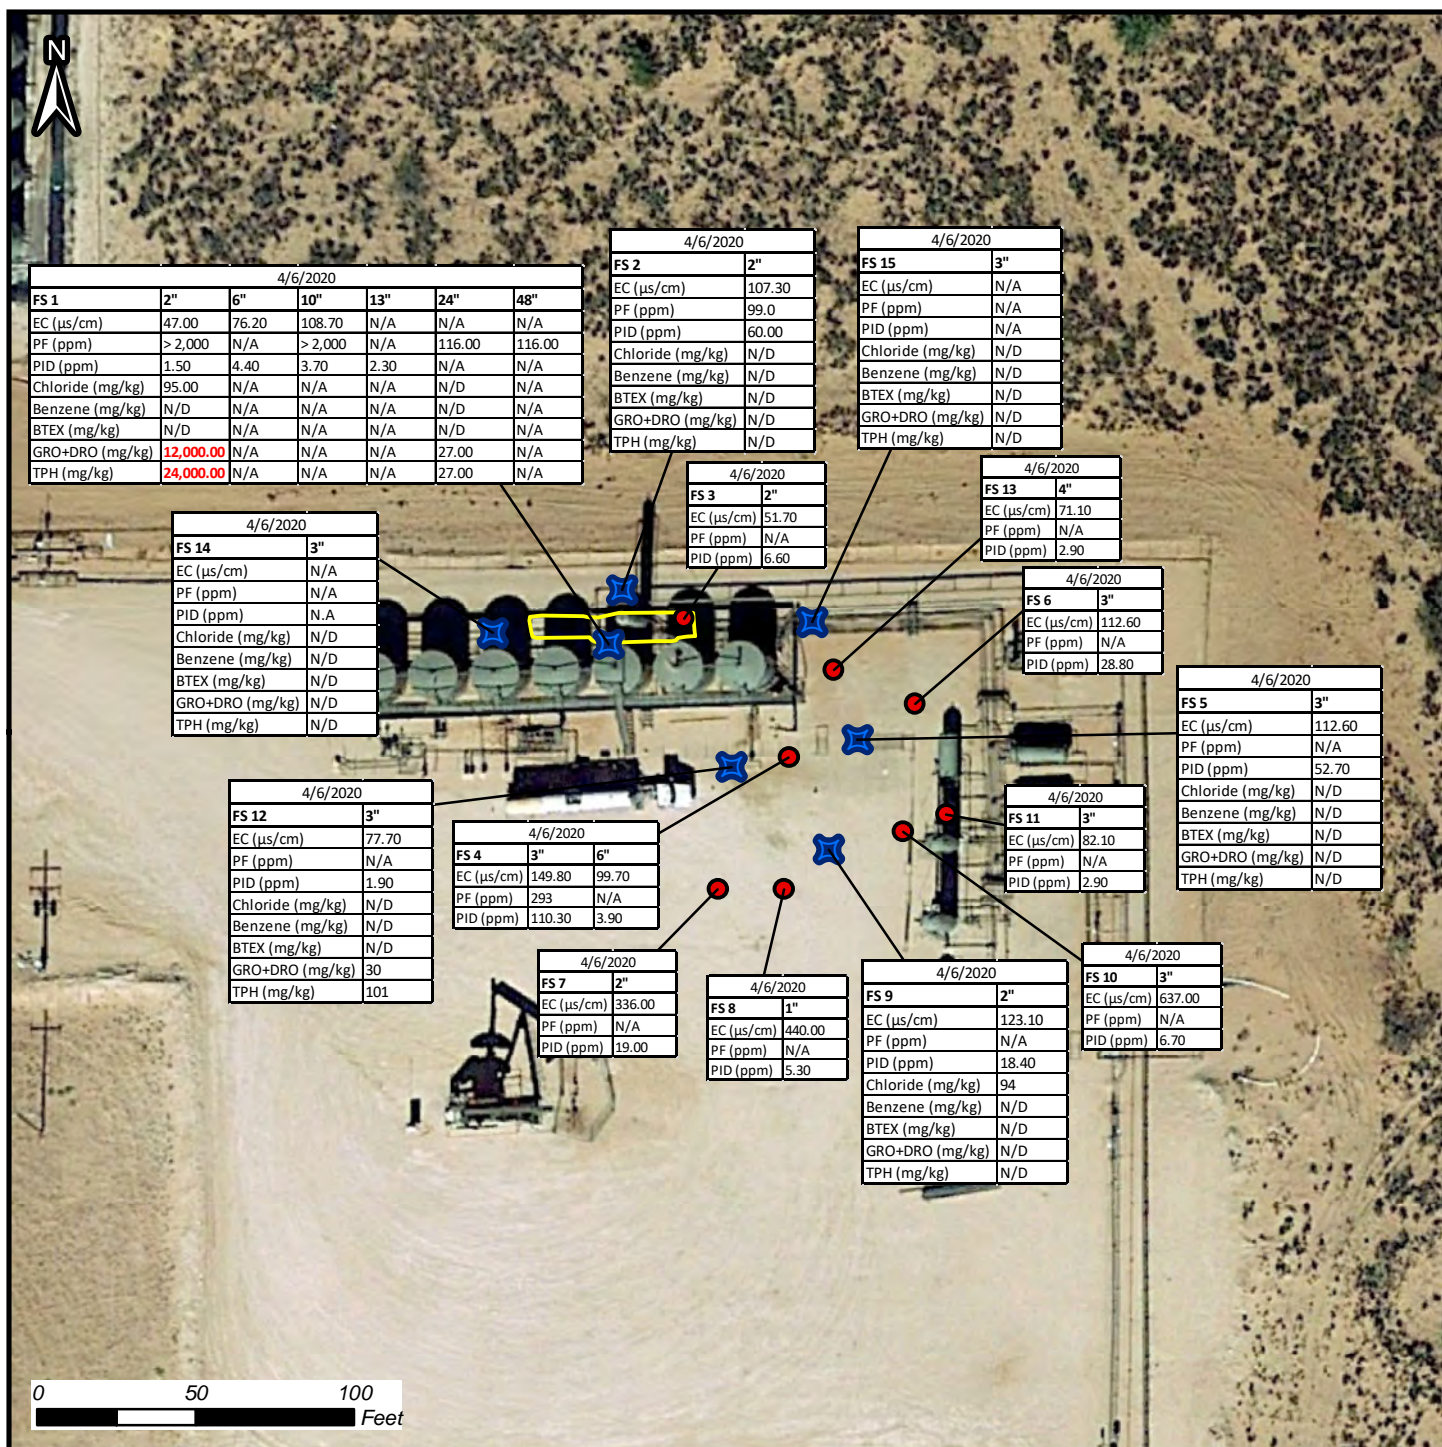 N
4/6/2020
FS 1 2" 6" 10" 13" 24" 48"
EC (µs/cm) 47.00 76.20 108.70 N/A N/A N/A
PF (ppm) > 2,000 N/A > 2,000 N/A 116.00 116.00
PID (ppm) 1.50 4.40 3.70 2.30 N/A N/A
Chloride (mg/kg) 95.00 N/A N/A N/A N/D N/A
Benzene (mg/kg) N/D N/A N/A N/A N/D N/A
BTEX (mg/kg) N/D N/A N/A N/A N/D N/A
GRO+DRO (mg/kg) 12,000.00 N/A N/A N/A 27.00 N/A
TPH (mg/kg) 24,000.00 N/A N/A N/A 27.00 N/A
4/6/2020
FS 2 2"
EC (µs/cm) 107.30
PF (ppm) 99.0
PID (ppm) 60.00
Chloride (mg/kg) N/D
Benzene (mg/kg) N/D
BTEX (mg/kg) N/D
GRO+DRO (mg/kg) N/D
TPH (mg/kg) N/D
4/6/2020
FS 15 3"
EC (µs/cm) N/A
PF (ppm) N/A
PID (ppm) N/A
Chloride (mg/kg) N/D
Benzene (mg/kg) N/D
BTEX (mg/kg) N/D
GRO+DRO (mg/kg) N/D
TPH (mg/kg) N/D
4/6/2020
FS 3 2"
EC (µs/cm) 51.70
PF (ppm) N/A
PID (ppm) 6.60
4/6/2020
FS 13 4"
EC (µs/cm) 71.10
PF (ppm) N/A
PID (ppm) 2.90
4/6/2020
FS 14 3"
EC (µs/cm) N/A
PF (ppm) N/A
PID (ppm) N.A
Chloride (mg/kg) N/D
Benzene (mg/kg) N/D
BTEX (mg/kg) N/D
GRO+DRO (mg/kg) N/D
TPH (mg/kg) N/D
4/6/2020
FS 6 3"
EC (µs/cm) 112.60
PF (ppm) N/A
PID (ppm) 28.80
4/6/2020
FS 5 3"
EC (µs/cm) 112.60
PF (ppm) N/A
PID (ppm) 52.70
Chloride (mg/kg) N/D
Benzene (mg/kg) N/D
BTEX (mg/kg) N/D
GRO+DRO (mg/kg) N/D
TPH (mg/kg) N/D
4/6/2020
FS 12 3"
EC (µs/cm) 77.70
PF (ppm) N/A
PID (ppm) 1.90
Chloride (mg/kg) N/D
Benzene (mg/kg) N/D
BTEX (mg/kg) N/D
GRO+DRO (mg/kg) 30
TPH (mg/kg) 101
4/6/2020
FS 4 3" 6"
EC (µs/cm) 149.80 99.70
PF (ppm) 293 N/A
PID (ppm) 110.30 3.90
4/6/2020
FS 11 3"
EC (µs/cm) 82.10
PF (ppm) N/A
PID (ppm) 2.90
4/6/2020
FS 7 2"
EC (µs/cm) 336.00
PF (ppm) N/A
PID (ppm) 19.00
4/6/2020
FS 8 1"
EC (µs/cm) 440.00
PF (ppm) N/A
PID (ppm) 5.30
4/6/2020
FS 9 2"
EC (µs/cm) 123.10
PF (ppm) N/A
PID (ppm) 18.40
Chloride (mg/kg) 94
Benzene (mg/kg) N/D
BTEX (mg/kg) N/D
GRO+DRO (mg/kg) N/D
TPH (mg/kg) N/D
4/6/2020
FS 10 3"
EC (µs/cm) 637.00
PF (ppm) N/A
PID (ppm) 6.70
0 50 100
Feet